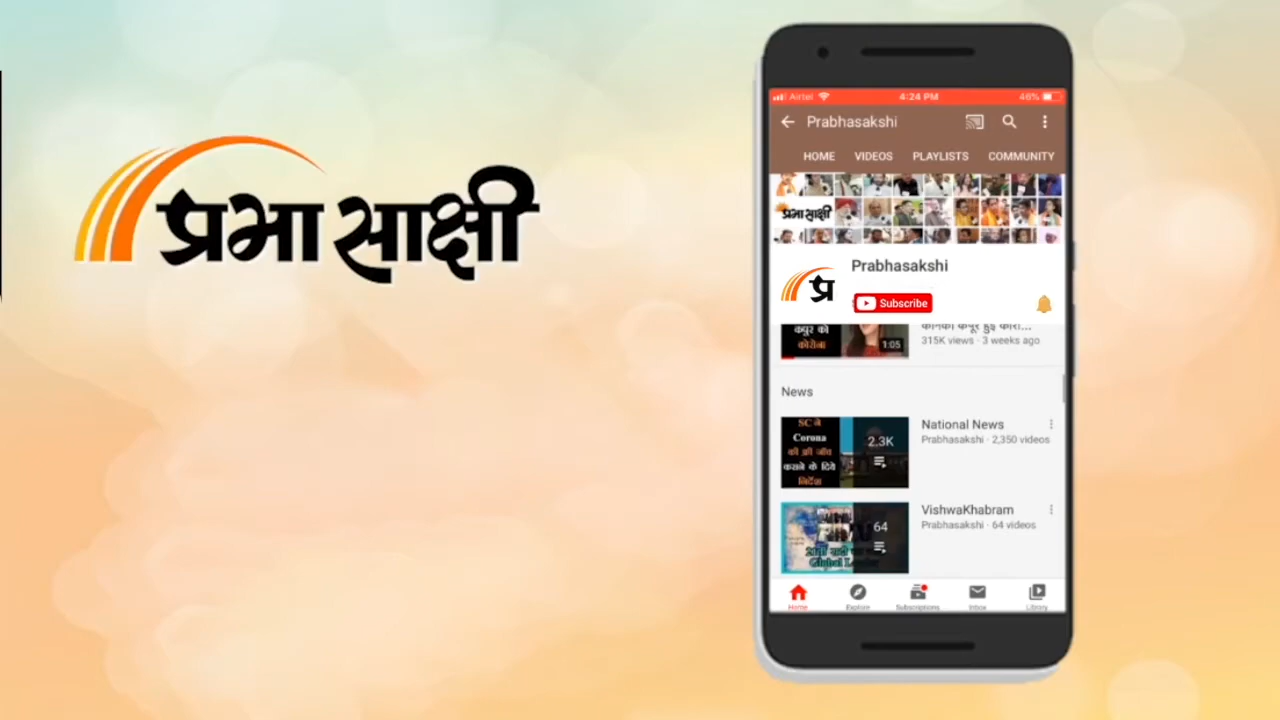 प्रभासाक्षी
Airtel 4:24 PM 46%
Prabhasakshi
HOME VIDEOS PLAYLISTS COMMUNITY
प्रभासाक्षी
Prabhasakshi
प्र
Subscribe
कपूर को
कोरोना
1:05
315K views · 3 weeks ago
News
SC ने
Corona
की फ्री जाँच
कराने के दिये
निर्देश
2.3K
National News
Prabhasakshi · 2,350 videos
64
VishwaKhabram
Prabhasakshi · 64 videos
Home Explore Subscriptions Inbox Library